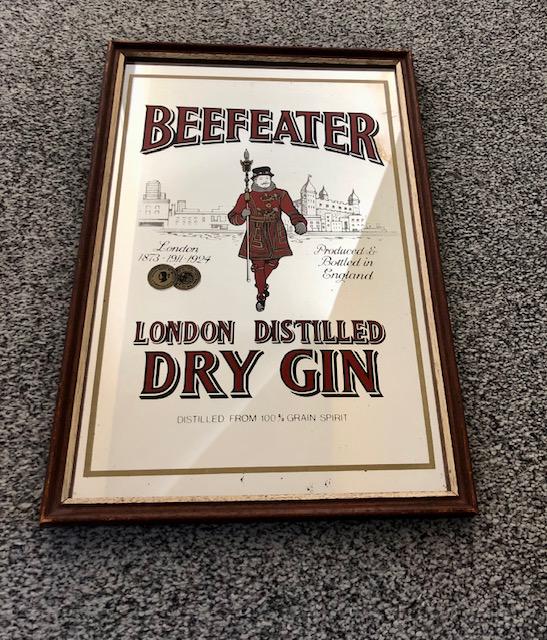 BEEFEATER
London
1873·1911·1924
Produced &
Bottled in
England
LONDON DISTILLED
DRY GIN
DISTILLED FROM 100% GRAIN SPIRIT